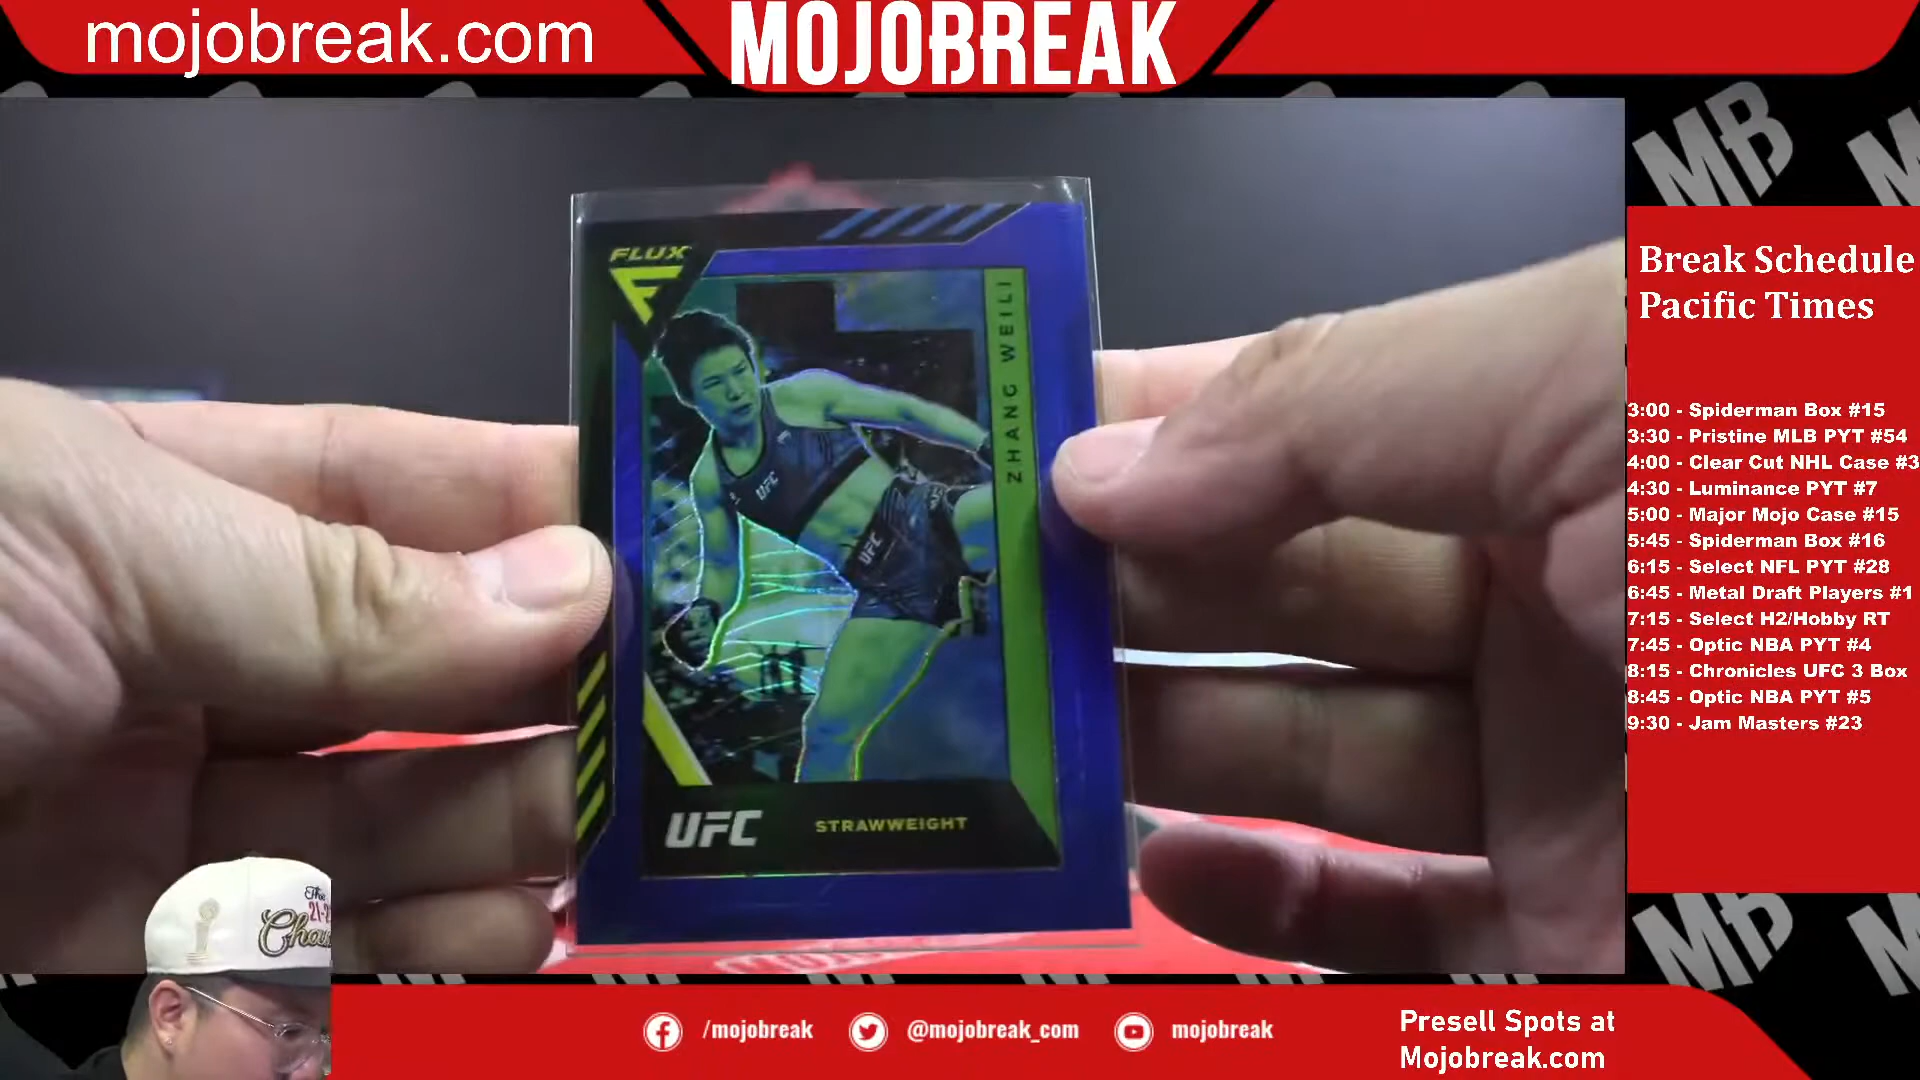 mojobreak.com
MOJOBREAK
FLUX
ZHANG WEILI
UFC
UFC
UFC
STRAWWEIGHT
Break Schedule
Pacific Times
3:00 - Spiderman Box #15
3:30 - Pristine MLB PYT #54
4:00 - Clear Cut NHL Case #3
4:30 - Luminance PYT #7
5:00 - Major Mojo Case #15
5:45 - Spiderman Box #16
6:15 - Select NFL PYT #28
6:45 - Metal Draft Players #1
7:15 - Select H2/Hobby RT
7:45 - Optic NBA PYT #4
8:15 - Chronicles UFC 3 Box
8:45 - Optic NBA PYT #5
9:30 - Jam Masters #23
MB
MB
The
/mojobreak
@mojobreak_com
mojobreak
Presell Spots at
Mojobreak.com